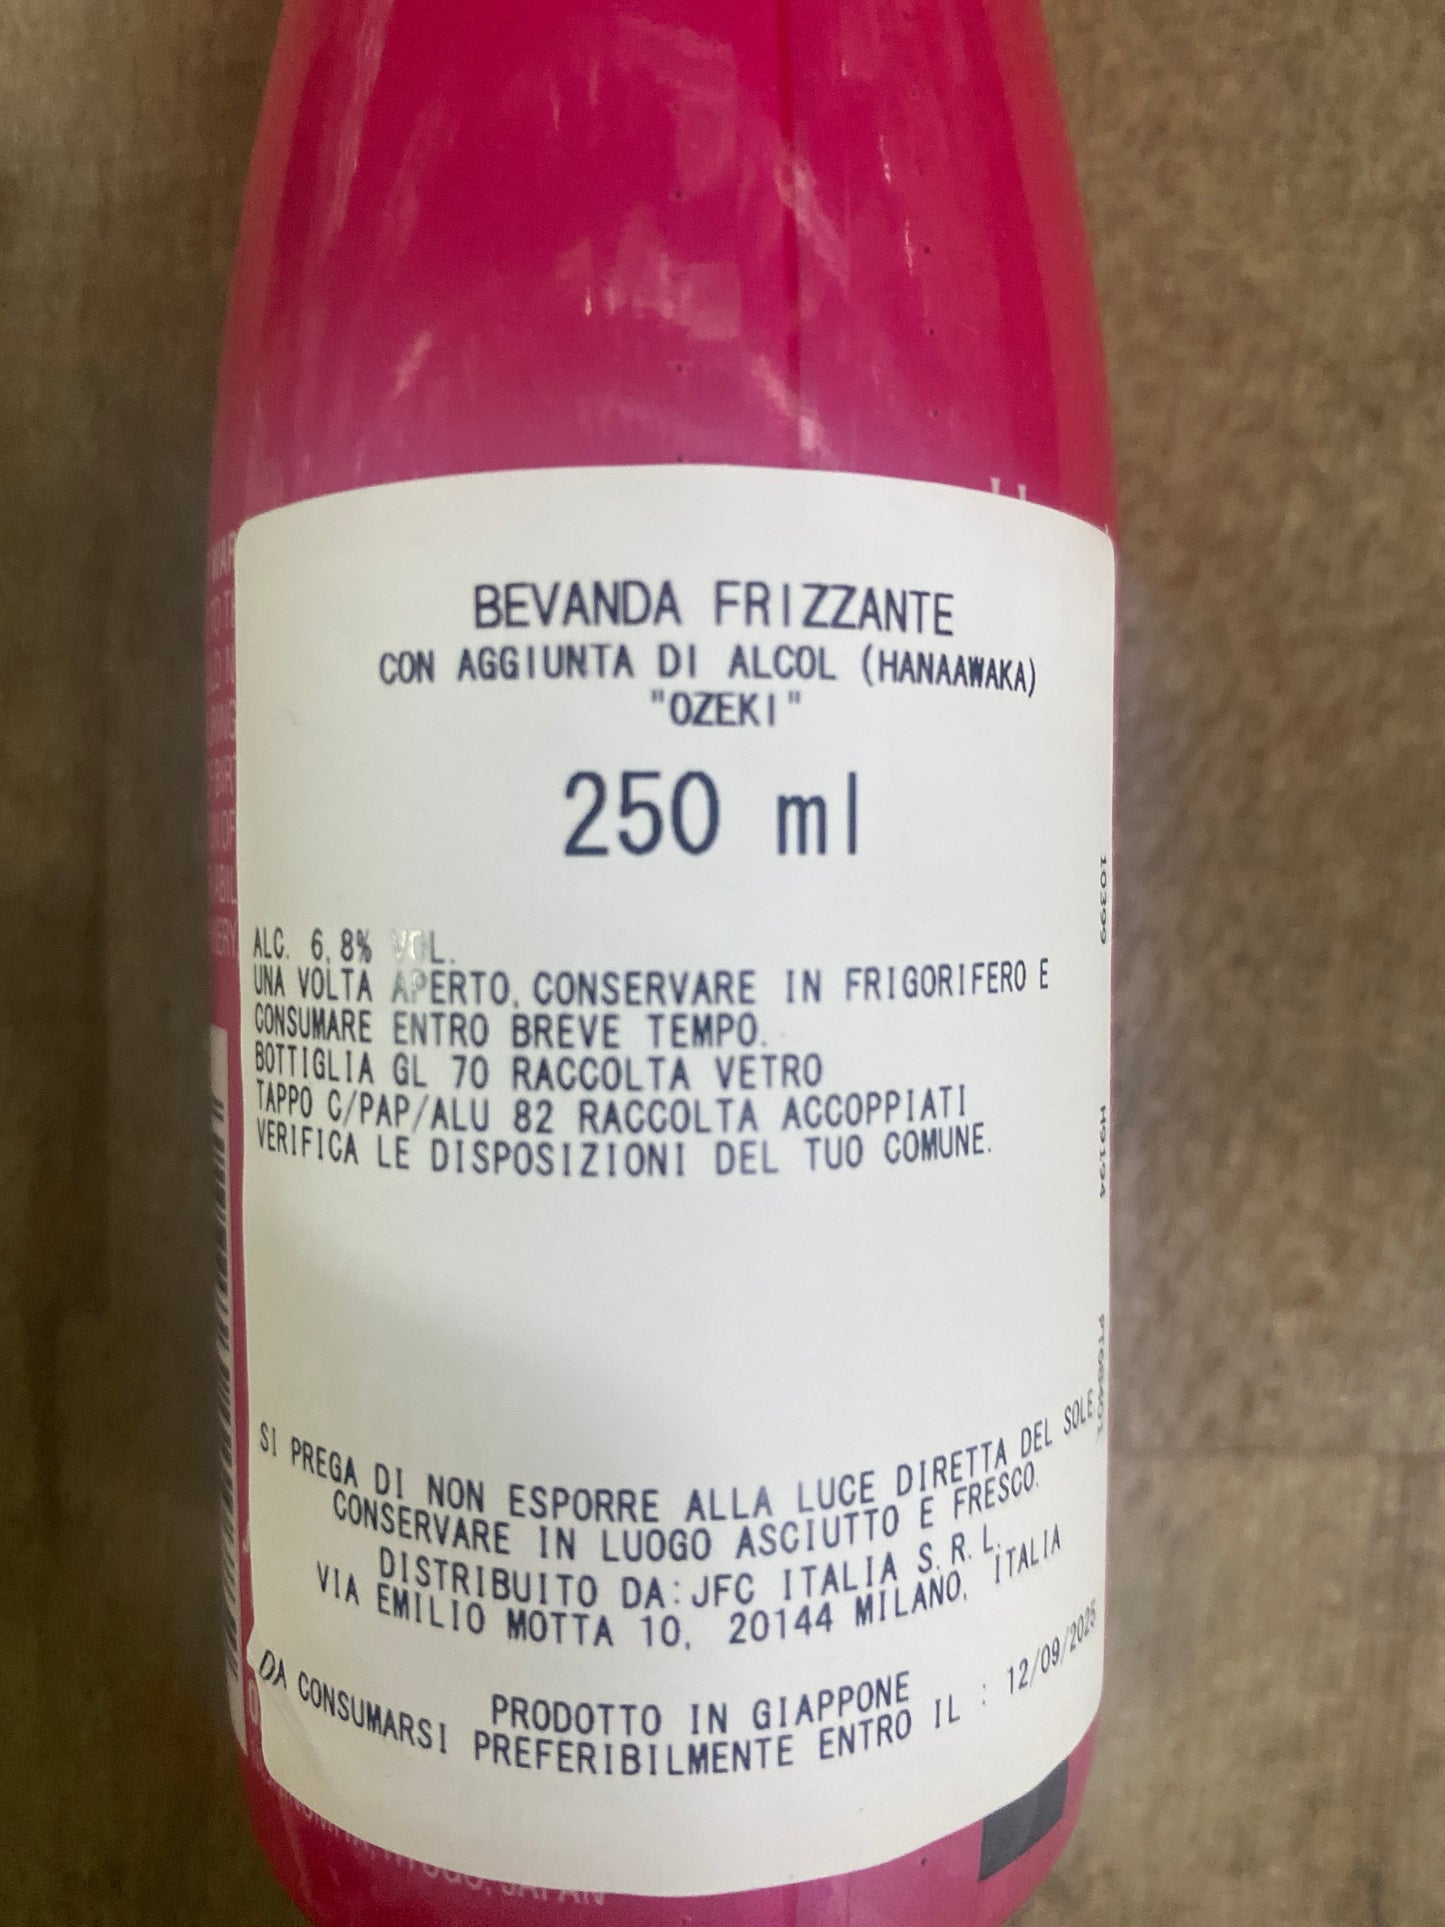 BEVANDA FRIZZANTE
CON AGGIUNTA DI ALCOL (HANAAWAKA)
"OZEKI"
250 ml
ALC. 6,8% VOL.
UNA VOLTA APERTO, CONSERVARE IN FRIGORIFERO E
CONSUMARE ENTRO BREVE TEMPO.
BOTTIGLIA GL 70 RACCOLTA VETRO
TAPPO C/PAP/ALU 82 RACCOLTA ACCOPPIATI
VERIFICA LE DISPOSIZIONI DEL TUO COMUNE.
SI PREGA DI NON ESPORRE ALLA LUCE DIRETTA DEL SOLE.
CONSERVARE IN LUOGO ASCIUTTO E FRESCO.
DISTRIBUITO DA:JFC ITALIA S.R.L.
VIA EMILIO MOTTA 10, 20144 MILANO, ITALIA
PRODOTTO IN GIAPPONE
DA CONSUMARSI PREFERIBILMENTE ENTRO IL : 12/09/2025
10399
H9194
JAPAN